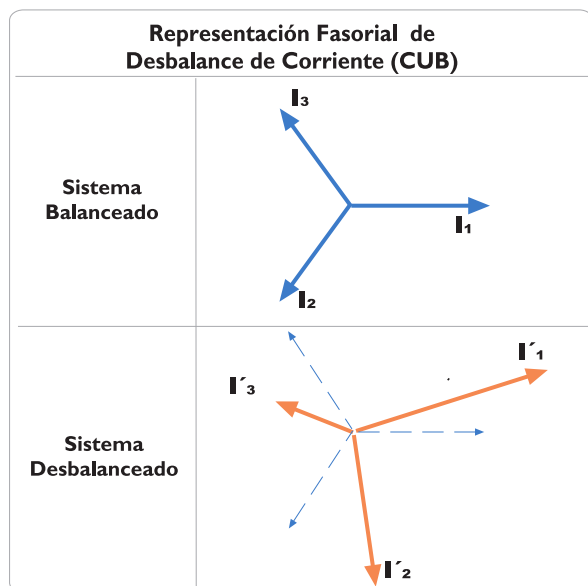 Representación Fasorial de
Desbalance de Corriente (CUB)
Sistema
Balanceado
I₃
I₁
I₂
Sistema
Desbalanceado
I´₁
I´₃
I´₂